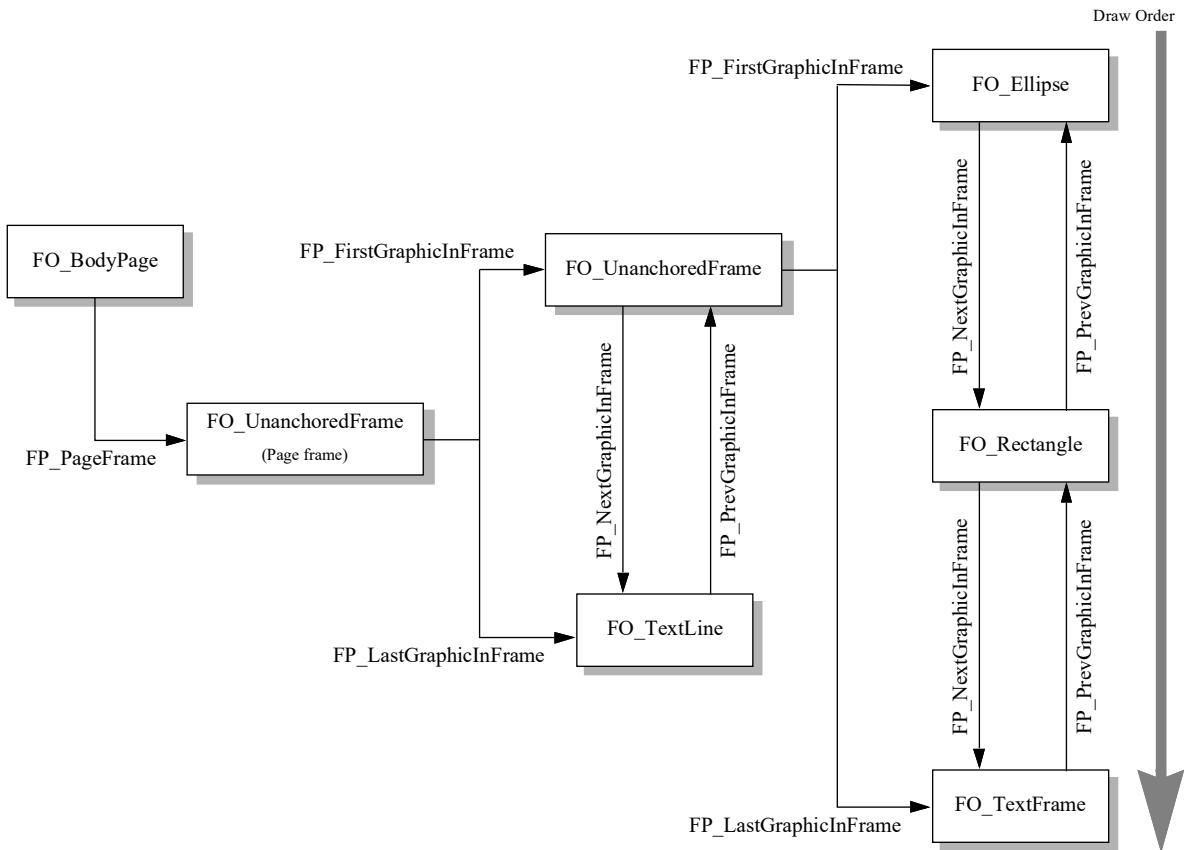 Draw Order
FP_FirstGraphicInFrame
FO_Ellipse
FP_NextGraphicInFrame
FP_PrevGraphicInFrame
FO_BodyPage
FP_FirstGraphicInFrame
FO_UnanchoredFrame
FP_NextGraphicInFrame
FP_PrevGraphicInFrame
FO_UnanchoredFrame
(Page frame)
FP_PageFrame
FO_Rectangle
FP_NextGraphicInFrame
FP_PrevGraphicInFrame
FO_TextLine
FP_LastGraphicInFrame
FO_TextFrame
FP_LastGraphicInFrame